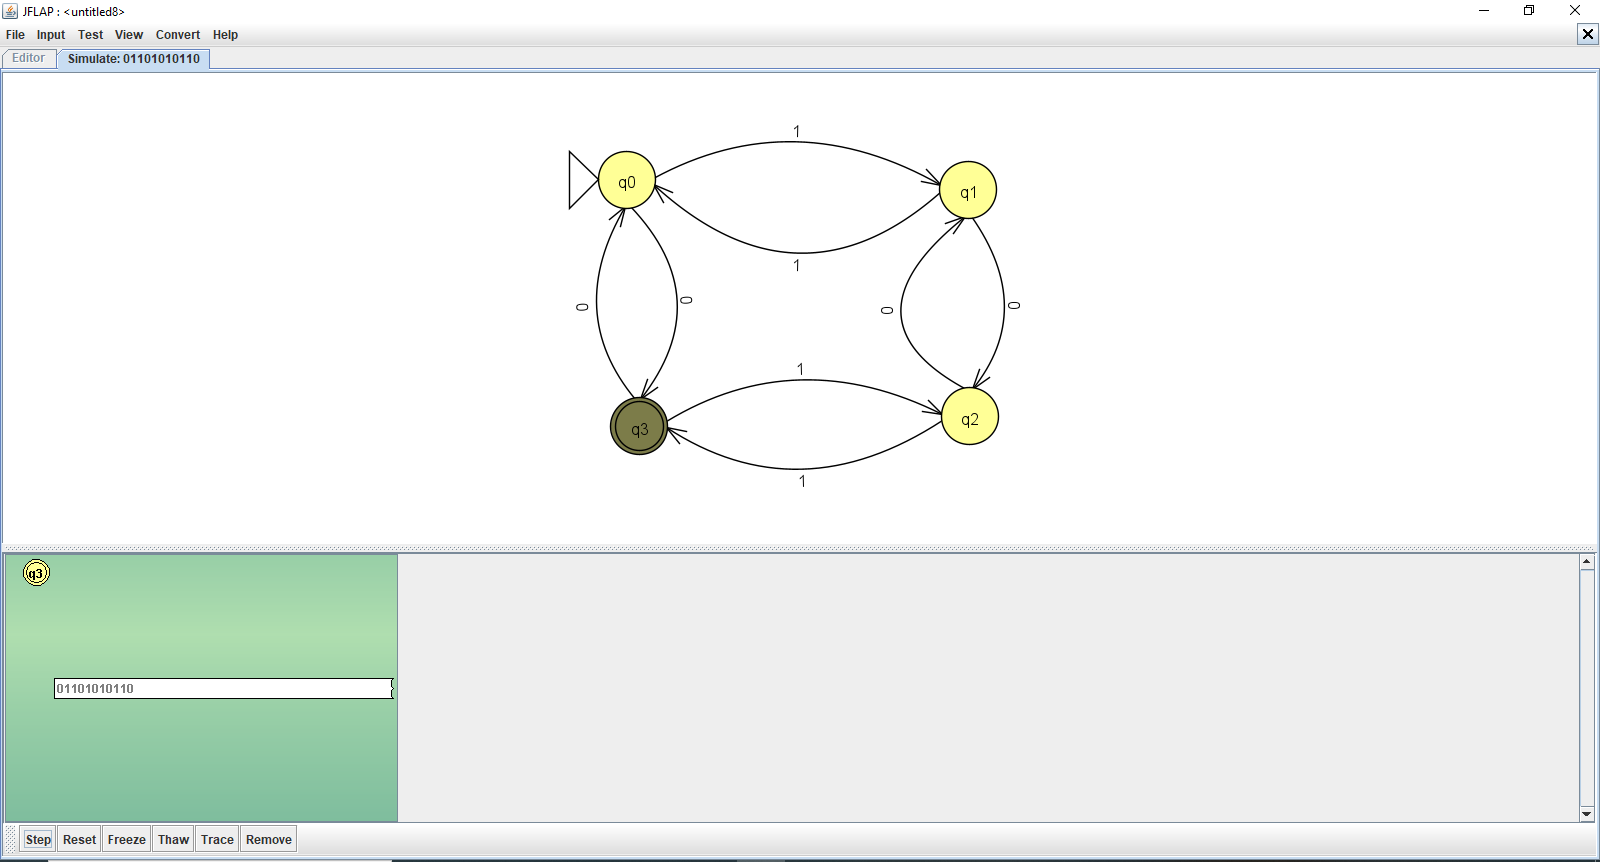 JFLAP : <untitled8>
File Input Test View Convert Help
Editor Simulate: 01101010110
1
q0
q1
1
0
0
0
0
1
q3
q2
1
q3
01101010110
Step Reset Freeze Thaw Trace Remove